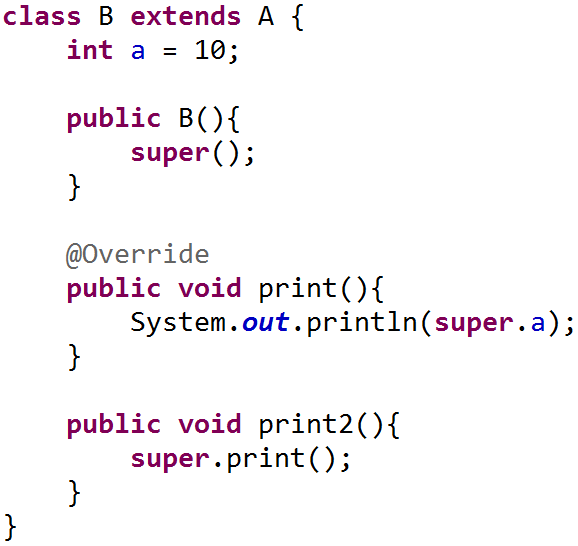 class B extends A {
    int a = 10;

    public B(){
        super();
    }

    @Override
    public void print(){
        System.out.println(super.a);
    }

    public void print2(){
        super.print();
    }
}